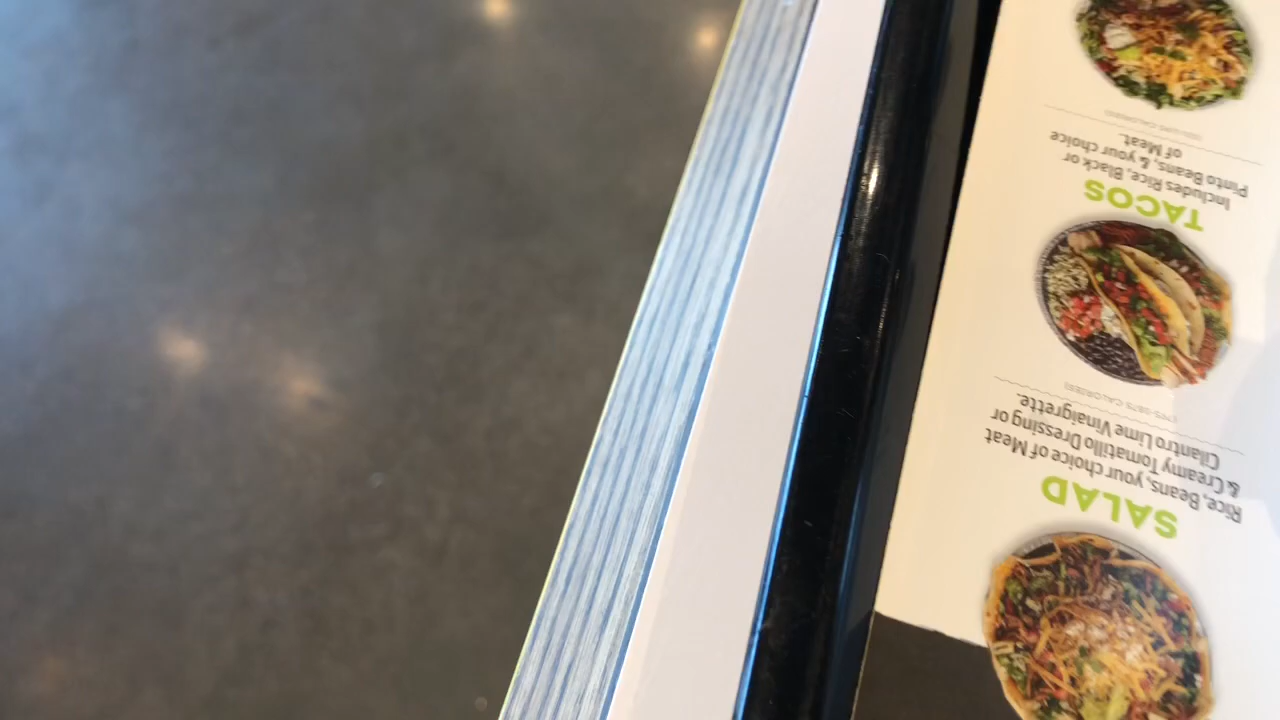 SALAD
Rice, Beans, your choice of Meat
& Creamy Tomatillo Dressing or
Cilantro Lime Vinaigrette.
TACOS
Includes Rice, Black or
Pinto Beans, & your choice
of Meat.